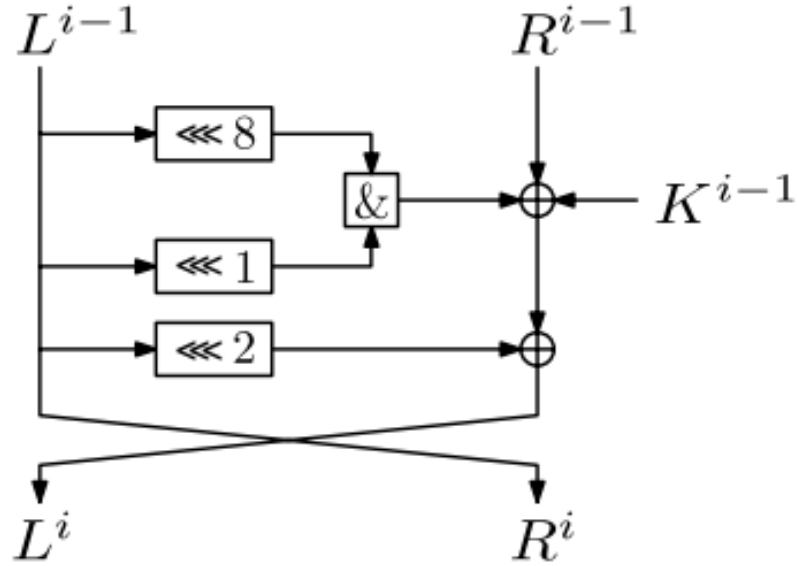 L^{i-1} R^{i-1}
⋘ 8
& K^{i-1}
⋘ 1
⋘ 2
L^i R^i